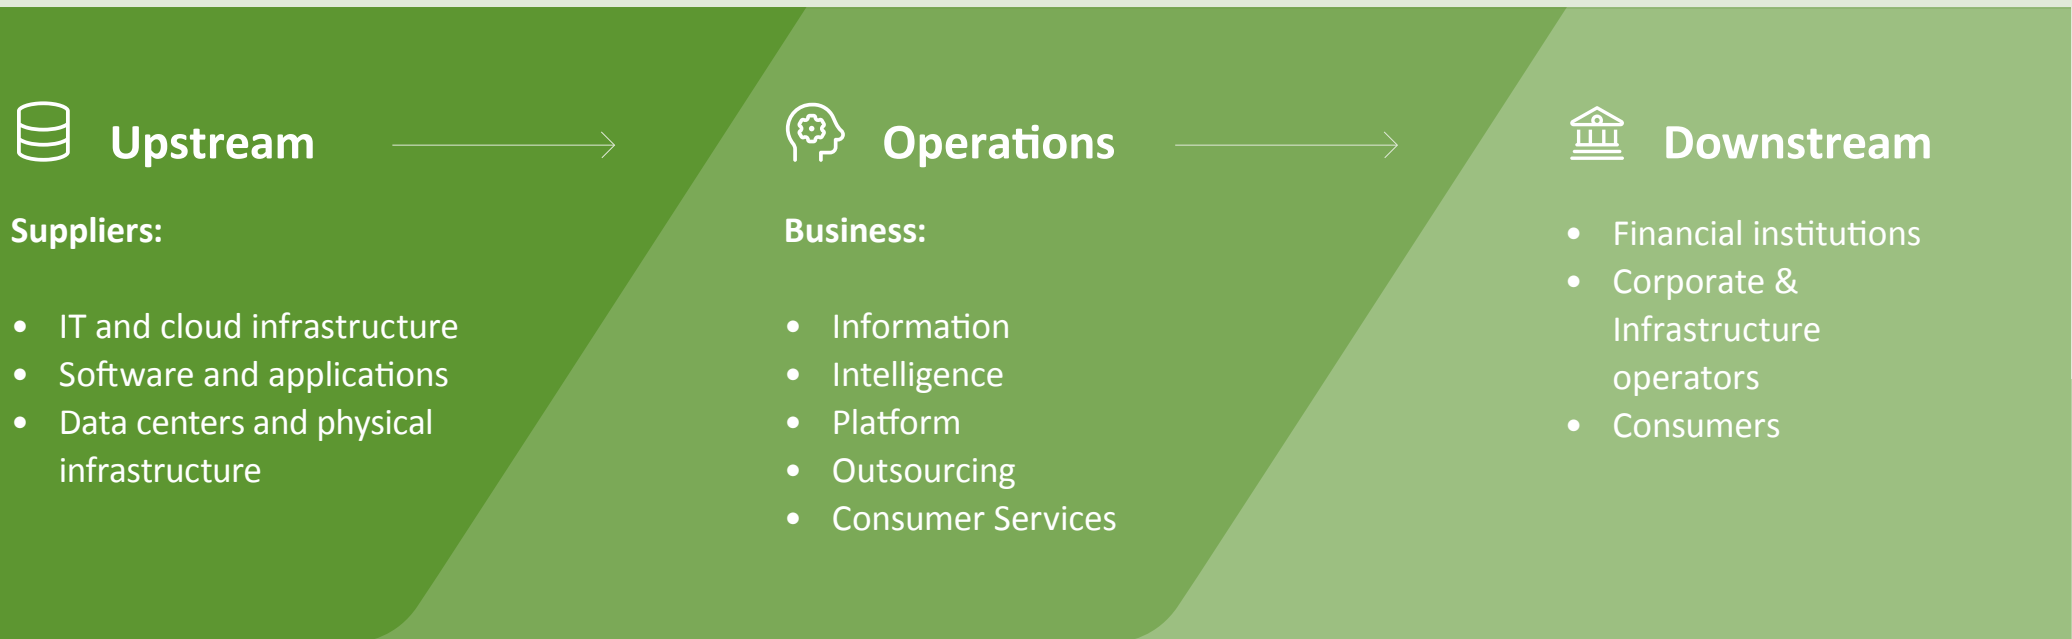 Upstream
Suppliers:
• IT and cloud infrastructure
• Software and applications
• Data centers and physical
infrastructure
Operations
Business:
• Information
• Intelligence
• Platform
• Outsourcing
• Consumer Services
Downstream
• Financial institutions
• Corporate &
Infrastructure
operators
• Consumers